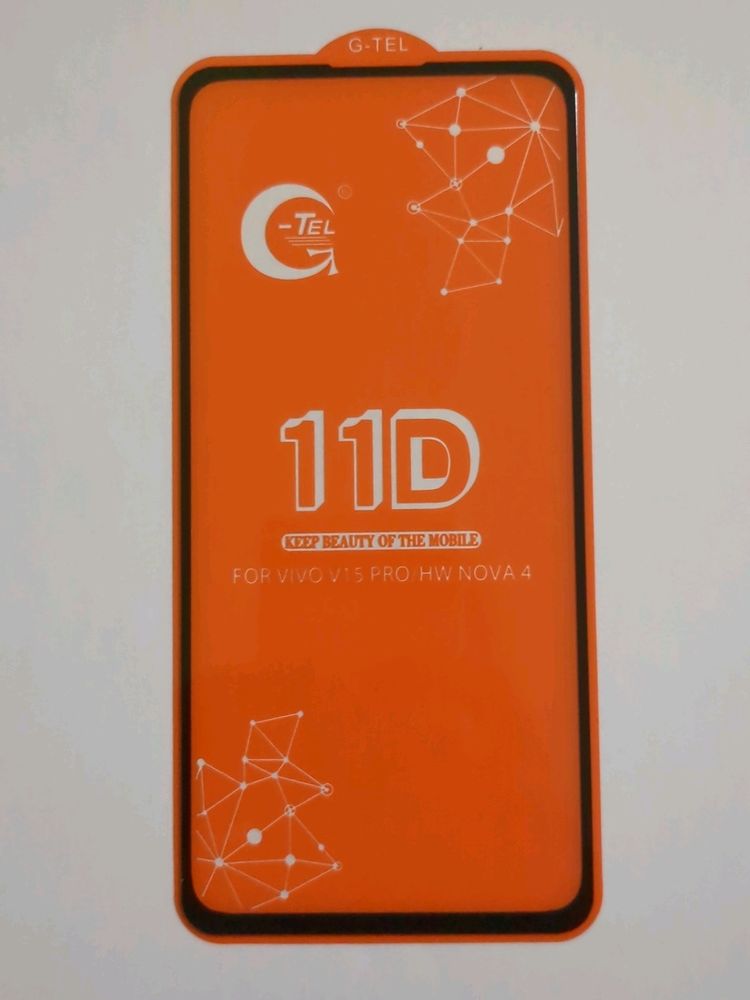 G-TEL
-TEL
11D
KEEP BEAUTY OF THE MOBILE
FOR VIVO V15 PRO/HW NOVA 4